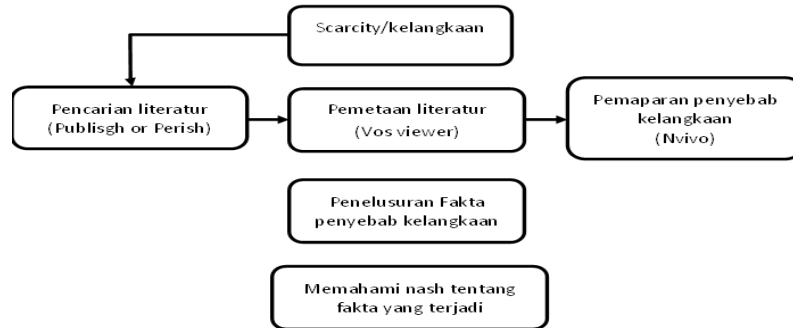 Scarcity/kelangkaan
Pencarian literatur
(Publisgh or Perish)
Pemetaan literatur
(Vos viewer)
Pemaparan penyebab
kelangkaan
(Nvivo)
Penelusuran Fakta
penyebab kelangkaan
Memahami nash tentang
fakta yang terjadi